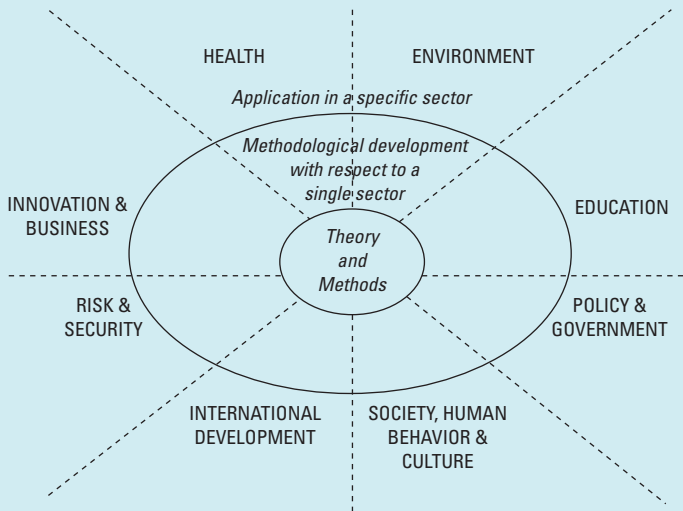 HEALTH
ENVIRONMENT
Application in a specific sector
Methodological development
with respect to a
single sector
INNOVATION &
BUSINESS
EDUCATION
Theory
and
Methods
RISK &
SECURITY
POLICY &
GOVERNMENT
INTERNATIONAL
DEVELOPMENT
SOCIETY, HUMAN
BEHAVIOR &
CULTURE